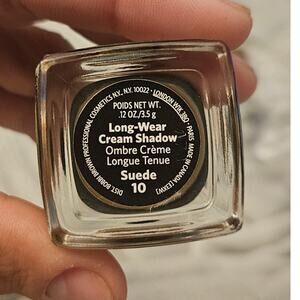 DIST. BOBBI BROWN PROFESSIONAL COSMETICS N.Y., N.Y. 10022 · LONDON W1K 3BQ · PARIS MADE IN CANADA
POIDS NET WT.
.12 OZ./3.5 g
Long-Wear
Cream Shadow
Ombre Crème
Longue Tenue
Suede
10